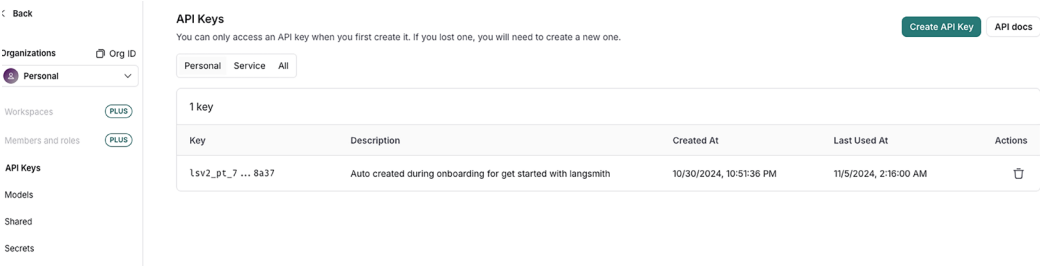 Back
Organizations Org ID
Personal
Workspaces PLUS
Members and roles PLUS
API Keys
Models
Shared
Secrets
API Keys
You can only access an API key when you first create it. If you lost one, you will need to create a new one.
Create API Key API docs
Personal Service All
1 key
Key Description Created At Last Used At Actions
lsv2_pt_7...8a37 Auto created during onboarding for get started with langsmith 10/30/2024, 10:51:36 PM 11/5/2024, 2:16:00 AM